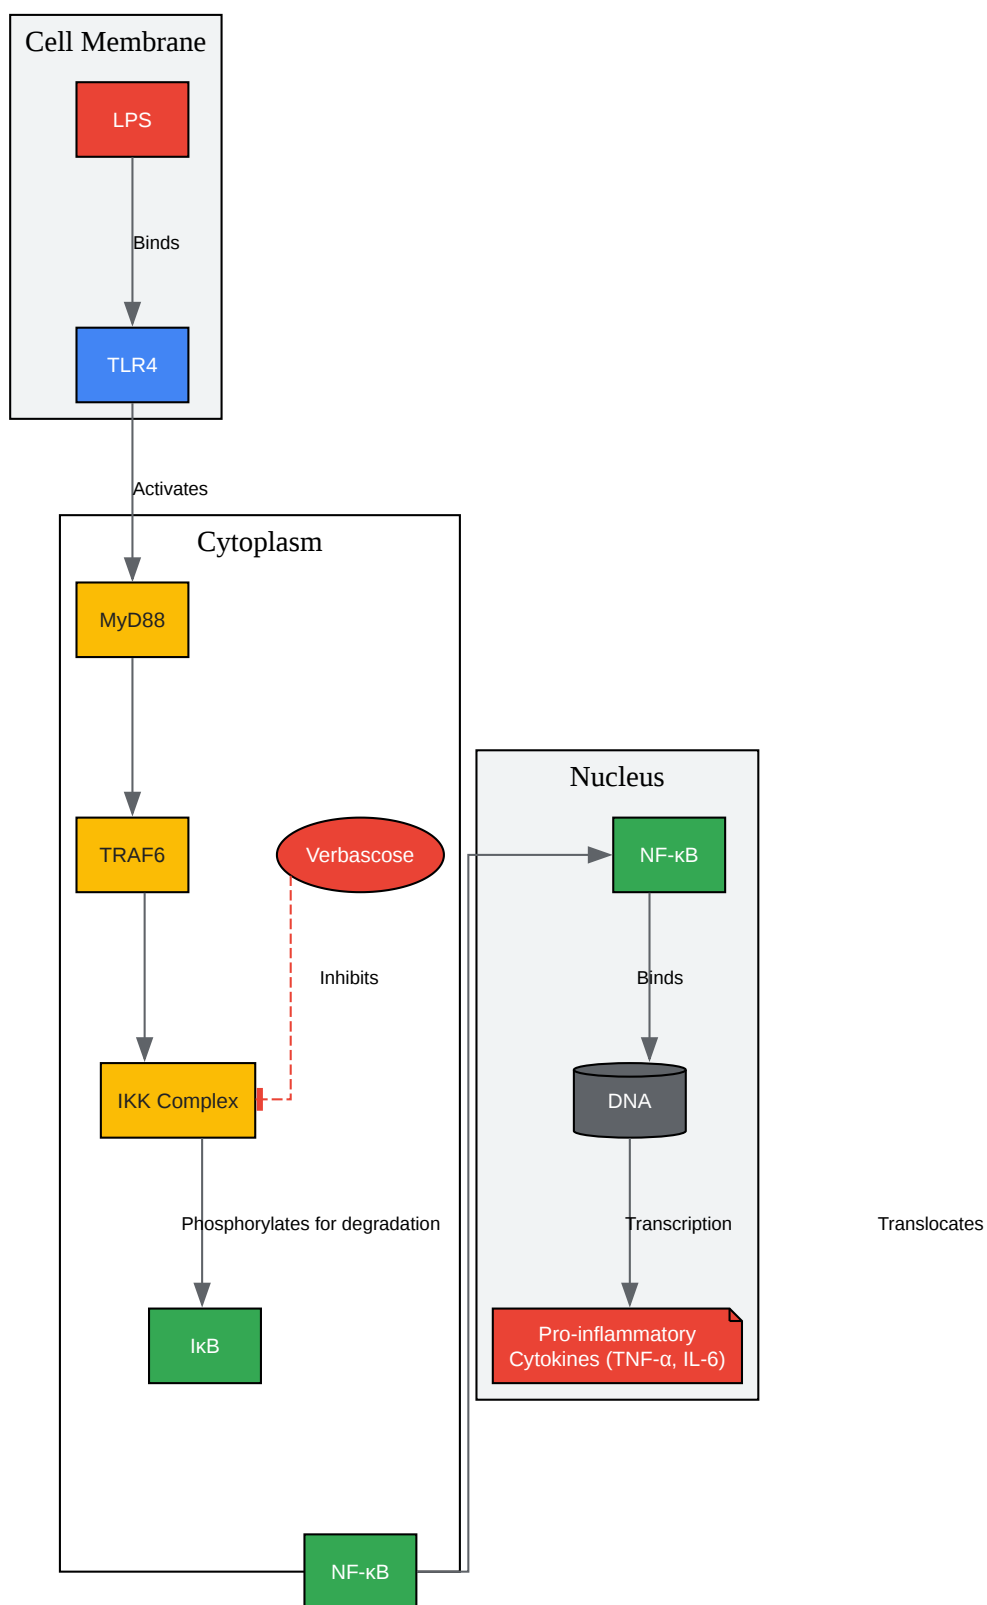 Cell Membrane
LPS
Binds
TLR4
Activates
Cytoplasm
MyD88
TRAF6
Verbascose
Inhibits
IKK Complex
Phosphorylates for degradation
IκB
NF-κB
Nucleus
NF-κB
Binds
DNA
Transcription
Pro-inflammatory
Cytokines (TNF-α, IL-6)
Translocates